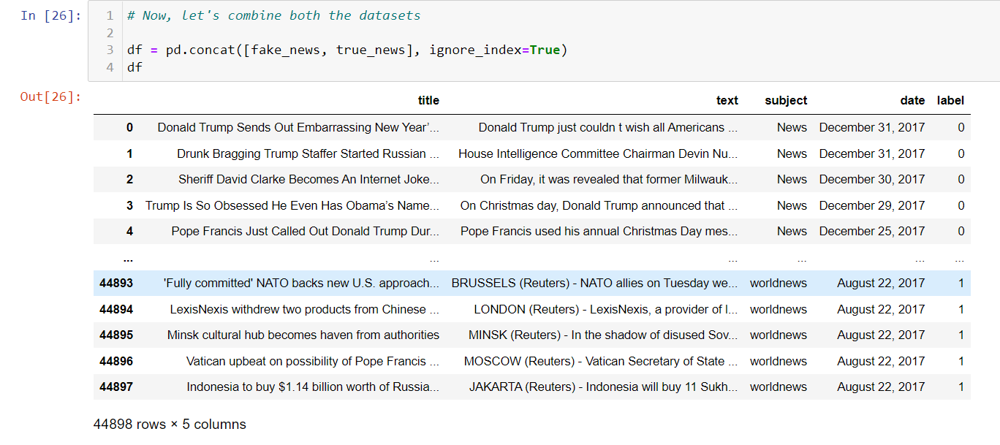 In [26]:
1 # Now, let's combine both the datasets
2
3 df = pd.concat([fake_news, true_news], ignore_index=True)
4 df
Out[26]:
title text subject date label
0 Donald Trump Sends Out Embarrassing New Year’... Donald Trump just couldn t wish all Americans ... News December 31, 2017 0
1 Drunk Bragging Trump Staffer Started Russian ... House Intelligence Committee Chairman Devin Nu... News December 31, 2017 0
2 Sheriff David Clarke Becomes An Internet Joke... On Friday, it was revealed that former Milwauk... News December 30, 2017 0
3 Trump Is So Obsessed He Even Has Obama’s Name... On Christmas day, Donald Trump announced that ... News December 29, 2017 0
4 Pope Francis Just Called Out Donald Trump Dur... Pope Francis used his annual Christmas Day mes... News December 25, 2017 0
... ... ... ... ... ...
44893 'Fully committed' NATO backs new U.S. approach... BRUSSELS (Reuters) - NATO allies on Tuesday we... worldnews August 22, 2017 1
44894 LexisNexis withdrew two products from Chinese ... LONDON (Reuters) - LexisNexis, a provider of l... worldnews August 22, 2017 1
44895 Minsk cultural hub becomes haven from authorities MINSK (Reuters) - In the shadow of disused Sov... worldnews August 22, 2017 1
44896 Vatican upbeat on possibility of Pope Francis ... MOSCOW (Reuters) - Vatican Secretary of State ... worldnews August 22, 2017 1
44897 Indonesia to buy $1.14 billion worth of Russia... JAKARTA (Reuters) - Indonesia will buy 11 Sukh... worldnews August 22, 2017 1
44898 rows × 5 columns